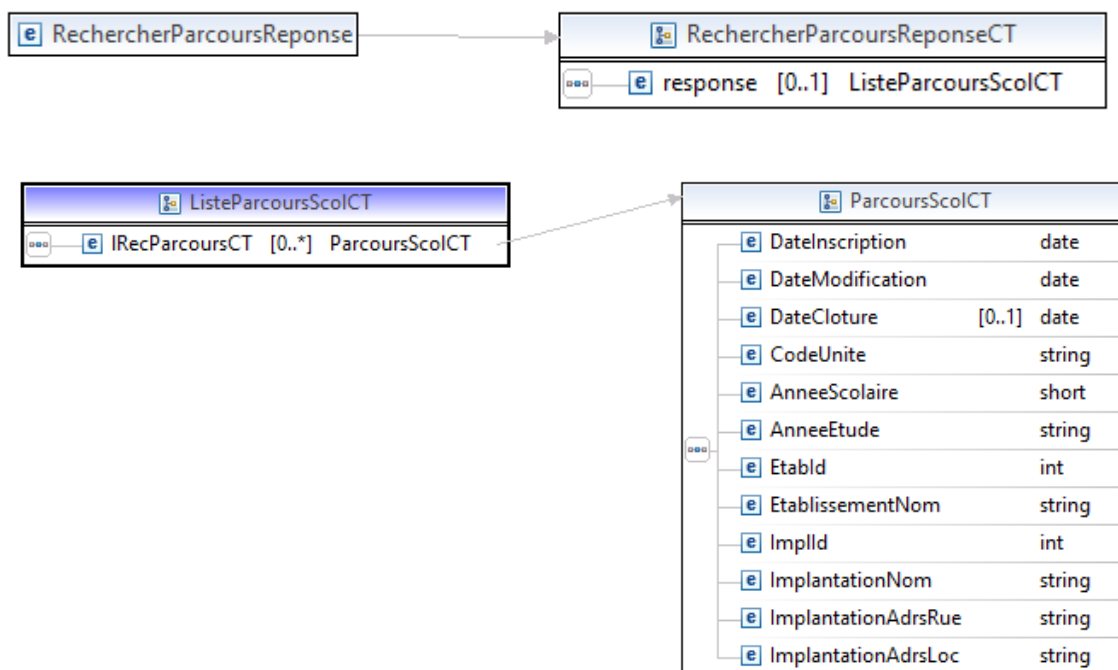 RechercherParcoursReponse
RechercherParcoursReponseCT
response [0..1] ListeParcoursScolCT
ListeParcoursScolCT
lRecParcoursCT [0..*] ParcoursScolCT
ParcoursScolCT
DateInscription date
DateModification date
DateCloture [0..1] date
CodeUnite string
AnneeScolaire short
AnneeEtude string
EtabId int
EtablissementNom string
ImplId int
ImplantationNom string
ImplantationAdrsRue string
ImplantationAdrsLoc string